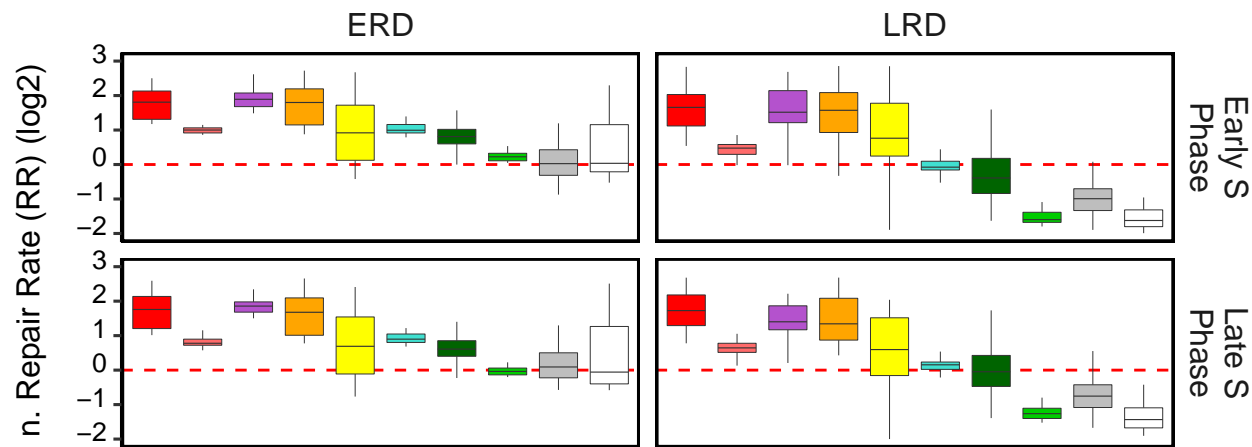 ERD
LRD
n. Repair Rate (RR) (log2)
3
2
1
0
−1
−2
3
2
1
0
−1
−2
Early S
Phase
Late S
Phase